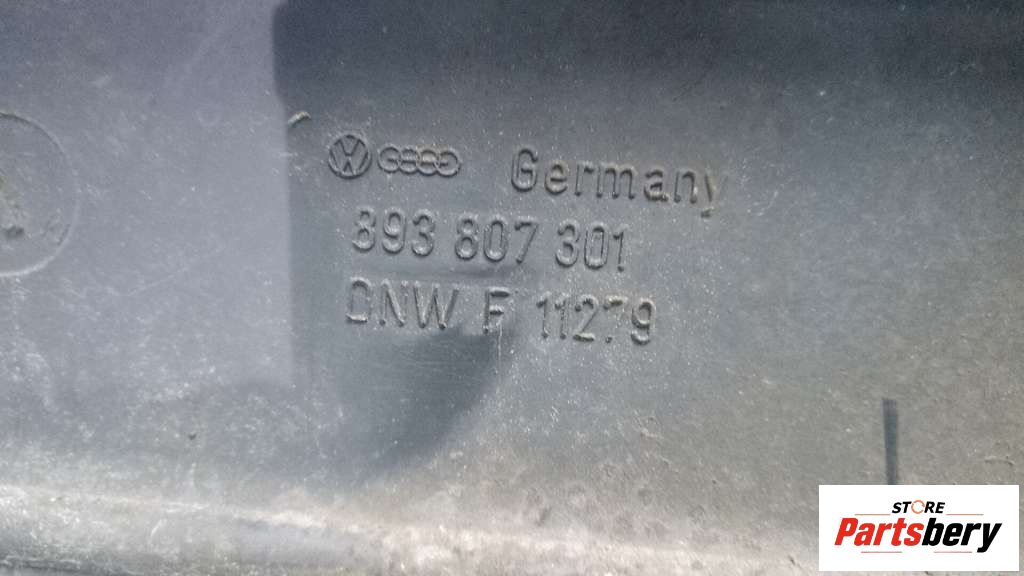 Germany
893 807 301
DNW F 11279
STORE
Partsbery